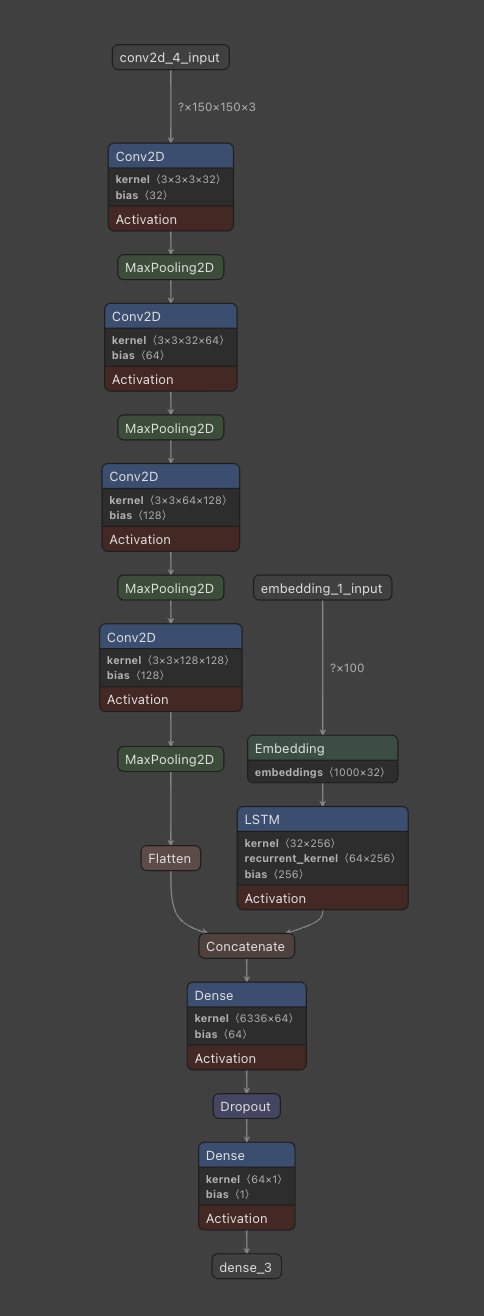 conv2d_4_input
?×150×150×3
Conv2D
kernel ⟨3×3×3×32⟩
bias ⟨32⟩
Activation
MaxPooling2D
Conv2D
kernel ⟨3×3×32×64⟩
bias ⟨64⟩
Activation
MaxPooling2D
Conv2D
kernel ⟨3×3×64×128⟩
bias ⟨128⟩
Activation
MaxPooling2D
Conv2D
kernel ⟨3×3×128×128⟩
bias ⟨128⟩
Activation
MaxPooling2D
Flatten
embedding_1_input
?×100
Embedding
embeddings ⟨1000×32⟩
LSTM
kernel ⟨32×256⟩
recurrent_kernel ⟨64×256⟩
bias ⟨256⟩
Activation
Concatenate
Dense
kernel ⟨6336×64⟩
bias ⟨64⟩
Activation
Dropout
Dense
kernel ⟨64×1⟩
bias ⟨1⟩
Activation
dense_3